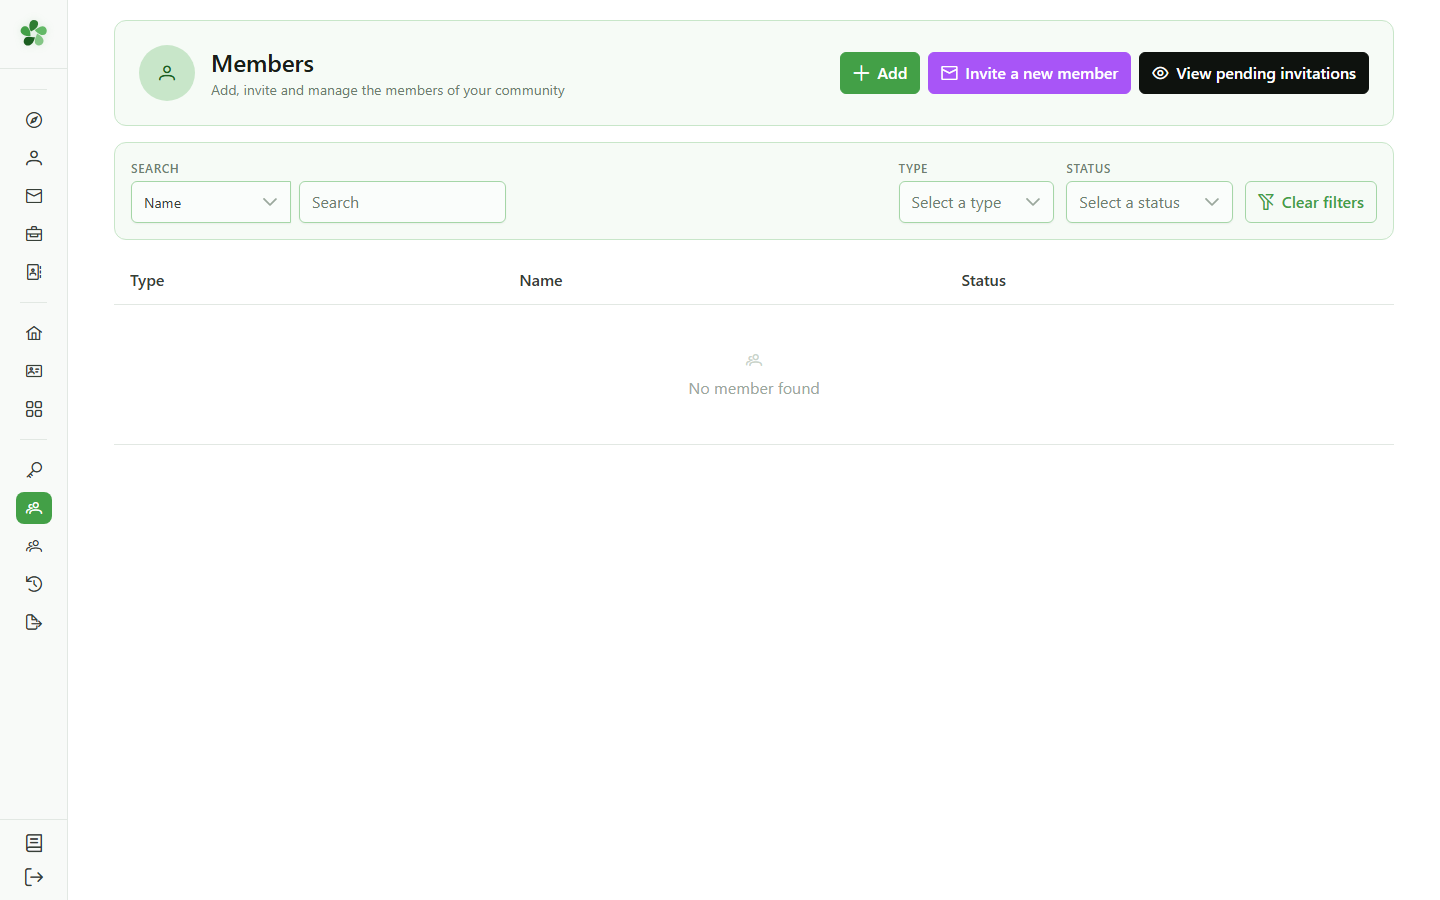 Members
Add, invite and manage the members of your community
Add
Invite a new member
View pending invitations
SEARCH
TYPE
STATUS
Name
Search
Select a type
Select a status
Clear filters
Type
Name
Status
No member found